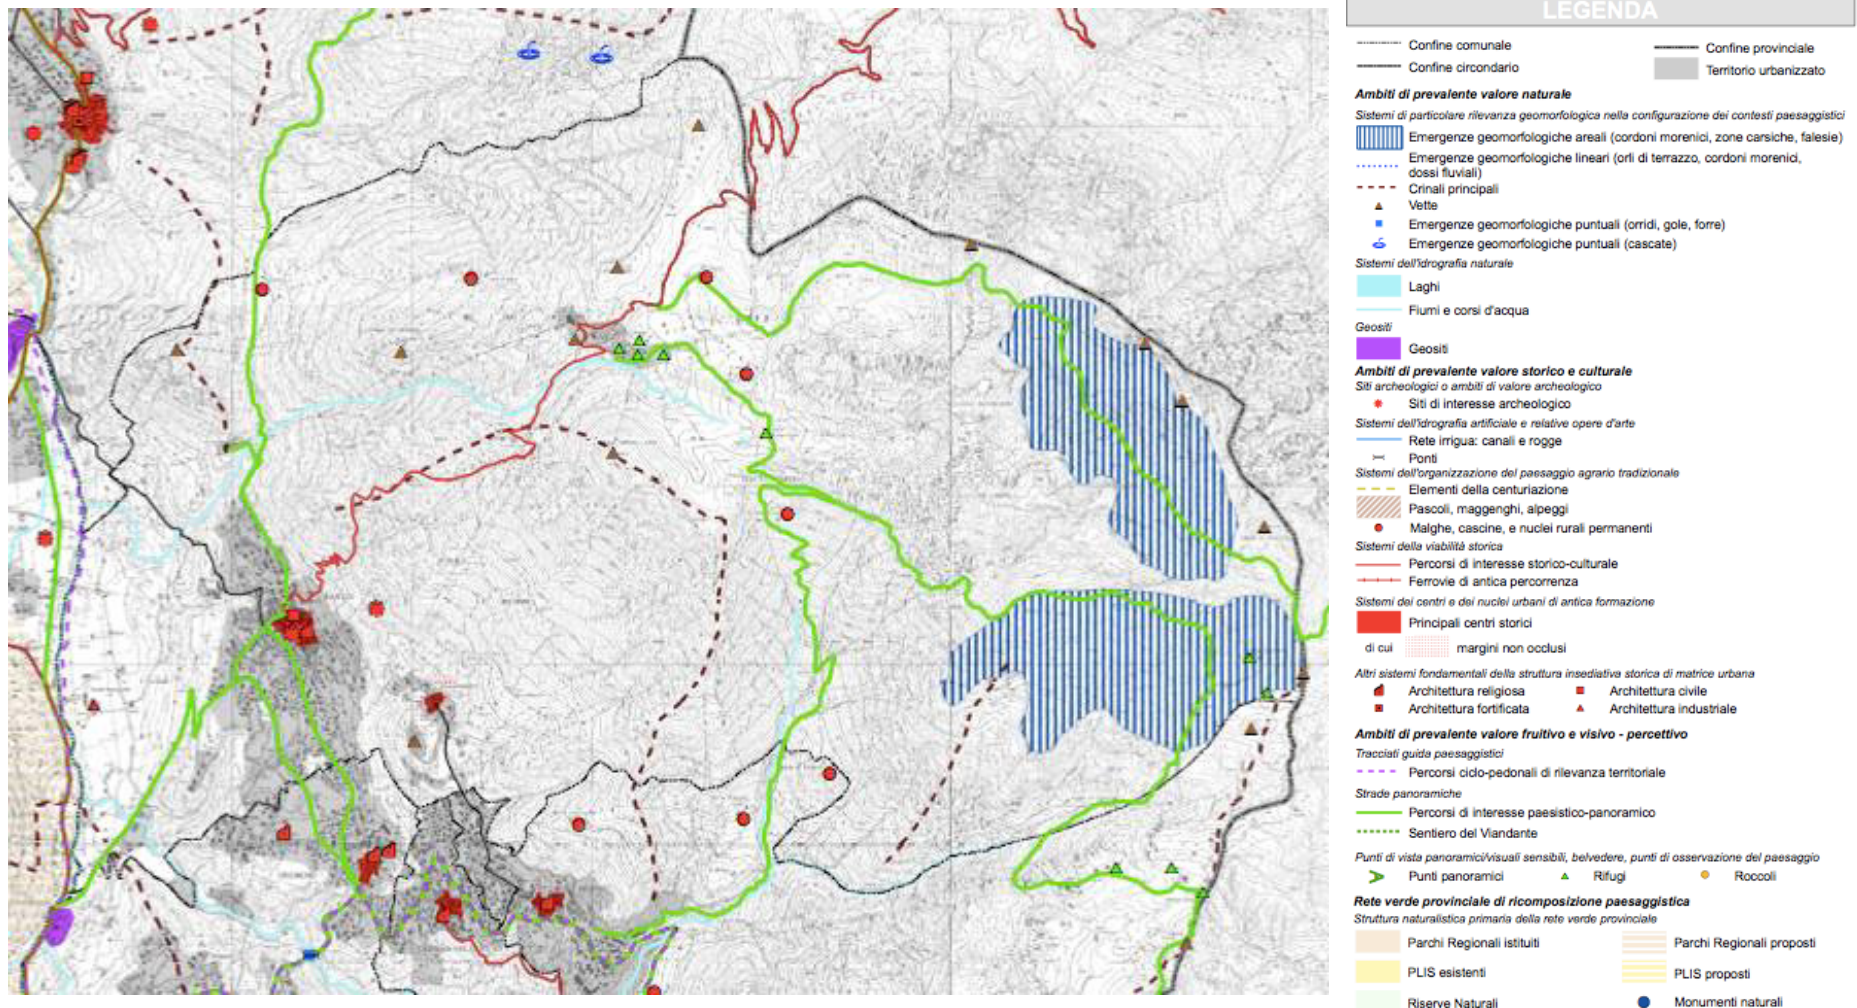 LEGENDA
Confine comunale
Confine provinciale
Confine circondario
Territorio urbanizzato
Ambiti di prevalente valore naturale
Sistemi di particolare rilevanza geomorfologica nella configurazione dei contesti paesaggistici
Emergenze geomorfologiche areali (cordoni morenici, zone carsiche, falesie)
Emergenze geomorfologiche lineari (orli di terrazzo, cordoni morenici,
dossi fluviali)
Crinali principali
Vette
Emergenze geomorfologiche puntuali (orridi, gole, forre)
Emergenze geomorfologiche puntuali (cascate)
Sistemi dell'idrografia naturale
Laghi
Fiumi e corsi d'acqua
Geositi
Geositi
Ambiti di prevalente valore storico e culturale
Siti archeologici o ambiti di valore archeologico
Siti di interesse archeologico
Sistemi dell'idrografia artificiale e relative opere d'arte
Rete irrigua: canali e rogge
Ponti
Sistemi dell'organizzazione del paesaggio agrario tradizionale
Elementi della centuriazione
Pascoli, maggenghi, alpeggi
Malghe, cascine, e nuclei rurali permanenti
Sistemi della viabilità storica
Percorsi di interesse storico-culturale
Ferrovie di antica percorrenza
Sistemi dei centri e dei nuclei urbani di antica formazione
Principali centri storici
di cui margini non occlusi
Altri sistemi fondamentali della struttura insediativa storica di matrice urbana
Architettura religiosa
Architettura civile
Architettura fortificata
Architettura industriale
Ambiti di prevalente valore fruitivo e visivo - percettivo
Tracciati guida paesaggistici
Percorsi ciclo-pedonali di rilevanza territoriale
Strade panoramiche
Percorsi di interesse paesistico-panoramico
Sentiero del Viandante
Punti di vista panoramici/visuali sensibili, belvedere, punti di osservazione del paesaggio
Punti panoramici
Rifugi
Roccoli
Rete verde provinciale di ricomposizione paesaggistica
Struttura naturalistica primaria della rete verde provinciale
Parchi Regionali istituiti
Parchi Regionali proposti
PLIS esistenti
PLIS proposti
Riserve Naturali
Monumenti naturali